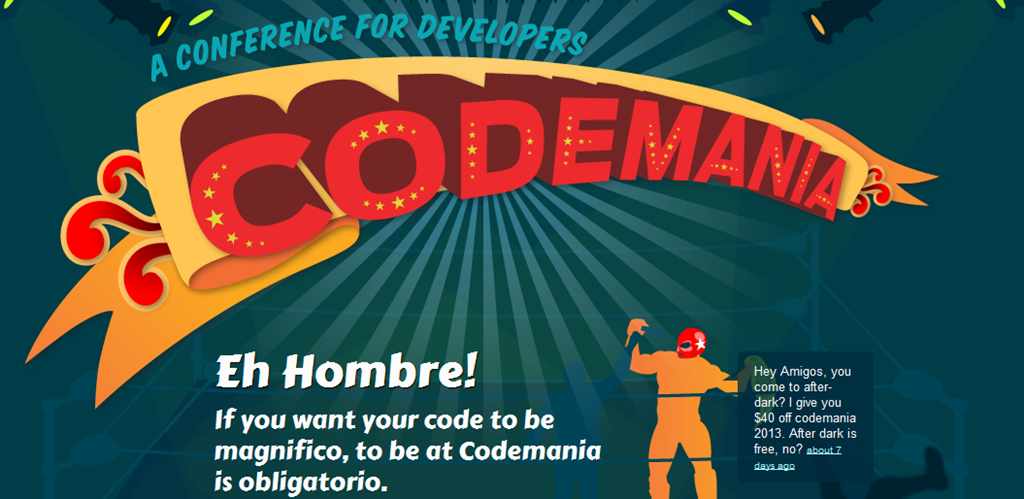 A CONFERENCE FOR DEVELOPERS
CODEMANIA
Eh Hombre!
If you want your code to be
magnifico, to be at Codemania
is obligatorio.
Hey Amigos, you
come to after-
dark? I give you
$40 off codemania
2013. After dark is
free, no? about 7
days ago